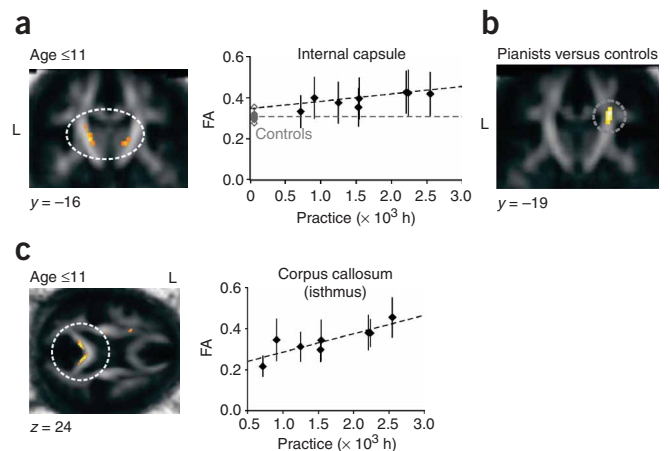 a
Age ≤11
L
y = –16
Internal capsule
FA
0.6
0.4
0.2
0.0
Controls
0 0.5 1.0 1.5 2.0 2.5 3.0
Practice (× 10³ h)
b
Pianists versus controls
L
y = –19
c
Age ≤11 L
z = 24
Corpus callosum
(isthmus)
FA
0.6
0.4
0.2
0.0
0.5 1.0 1.5 2.0 2.5 3.0
Practice (× 10³ h)